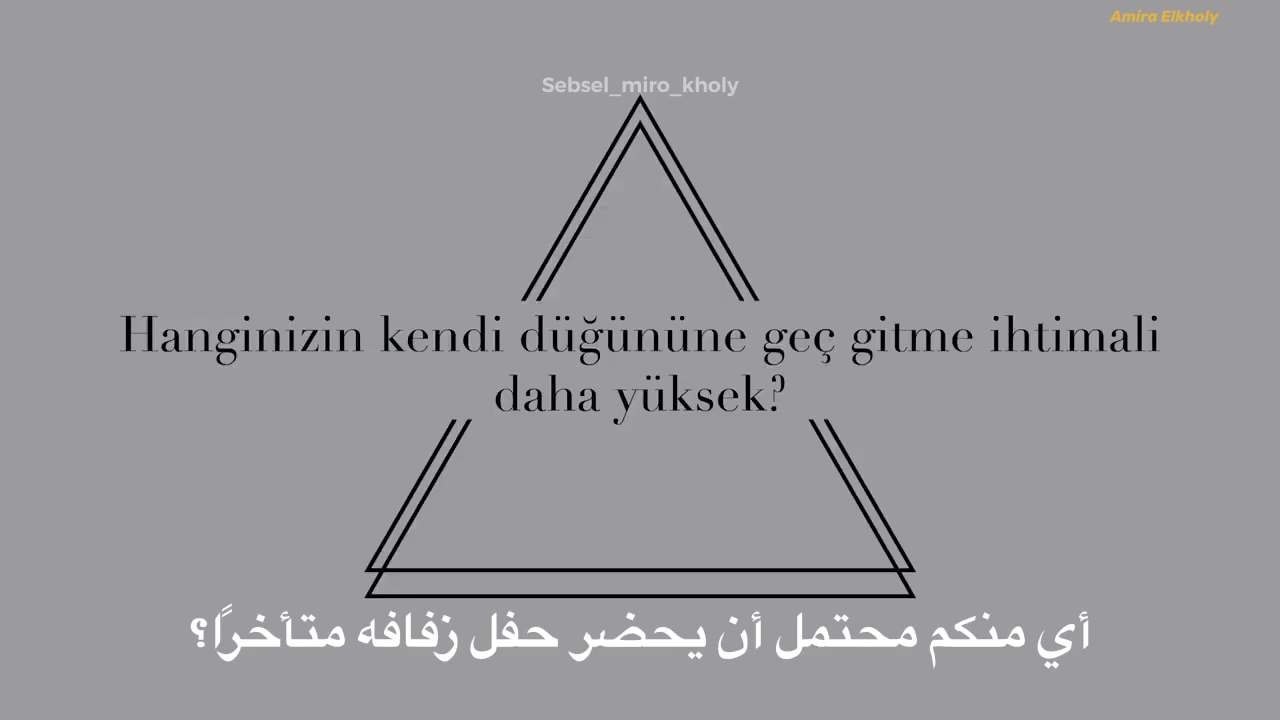 Amira Elkholy
Sebsel_miro_kholy
Hanginizin kendi düğününe geç gitme ihtimali
daha yüksek?
أي منكم محتمل أن يحضر حفل زفافه متأخراً؟